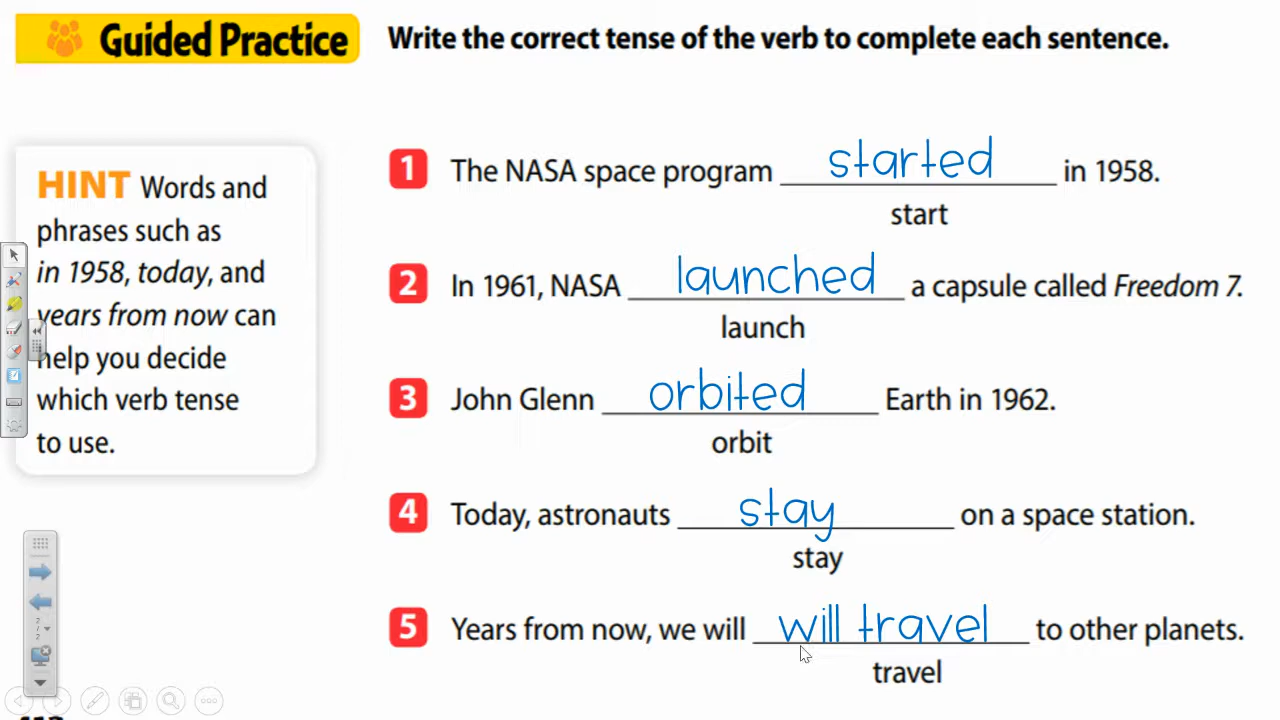 Guided Practice Write the correct tense of the verb to complete each sentence.
HINT Words and
phrases such as
in 1958, today, and
years from now can
help you decide
which verb tense
to use.
1 The NASA space program started in 1958.
start
2 In 1961, NASA launched a capsule called Freedom 7.
launch
3 John Glenn orbited Earth in 1962.
orbit
4 Today, astronauts stay on a space station.
stay
5 Years from now, we will will travel to other planets.
travel